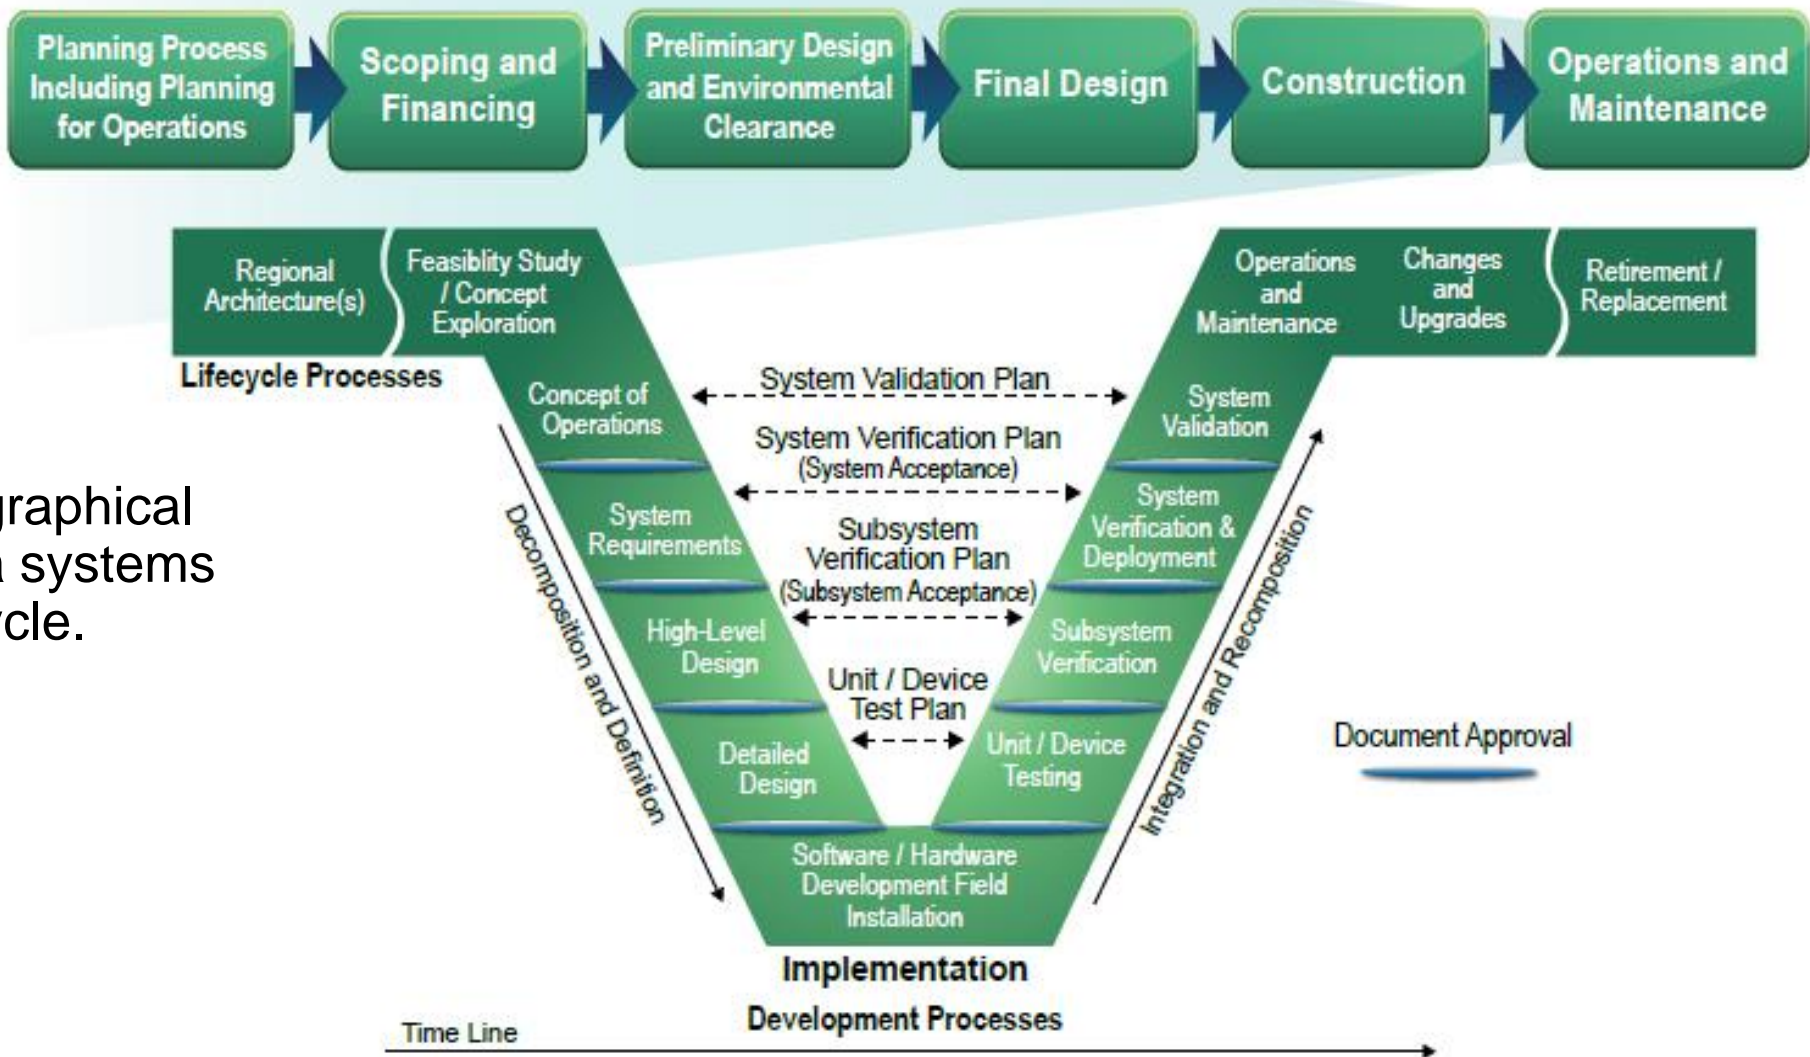 Planning Process
Including Planning
for Operations
Scoping and
Financing
Preliminary Design
and Environmental
Clearance
Final Design
Construction
Operations and
Maintenance
Regional
Architecture(s)
Feasiblity Study
/ Concept
Exploration
Operations
and
Maintenance
Changes
and
Upgrades
Retirement /
Replacement
Lifecycle Processes
Concept of
Operations
System Validation Plan
System
Validation
System Verification Plan
(System Acceptance)
System
Requirements
System
Verification &
Deployment
Subsystem
Verification Plan
(Subsystem Acceptance)
High-Level
Design
Subsystem
Verification
Unit / Device
Test Plan
Detailed
Design
Unit / Device
Testing
Decomposition and Definition
Integration and Recomposition
Software / Hardware
Development Field
Installation
Implementation
Development Processes
Time Line
Document Approval
graphical
a systems
ycle.